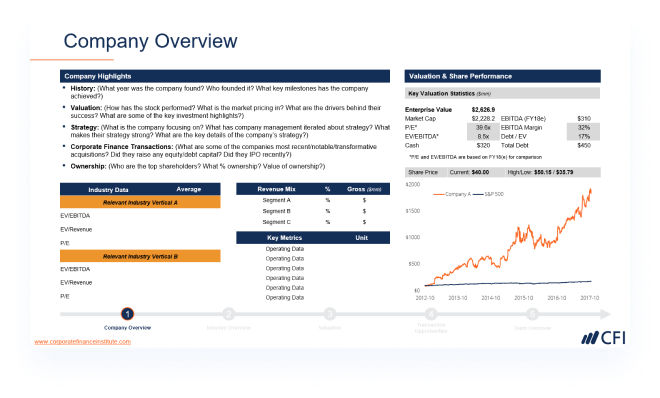 Company Overview
Company Highlights
• History: (What year was the company found? Who founded it? What key milestones has the company
achieved?)
• Valuation: (How has the stock performed? What is the market pricing in? What are the drivers behind their
success? What are some of the key investment highlights?)
• Strategy: (What is the company focusing on? What has company management iterated about strategy? What
makes their strategy strong? What are the key details of the company's strategy?)
• Corporate Finance Transactions: (What are some of the companies most recent/notable/transformative
acquisitions? Did they raise any equity/debt capital? Did they IPO recently?)
• Ownership: (Who are the top shareholders? What % ownership? Value of ownership?)
Industry Data Average
Relevant Industry Vertical A
EV/EBITDA
EV/Revenue
P/E
Relevant Industry Vertical B
EV/EBITDA
EV/Revenue
P/E
Revenue Mix % Gross ($mm)
Segment A % $
Segment B % $
Segment C % $
Key Metrics Unit
Operating Data
Operating Data
Operating Data
Operating Data
Operating Data
Operating Data
Valuation & Share Performance
Key Valuation Statistics ($mm)
Enterprise Value $2,626.9
Market Cap $2,228.2 EBITDA (FY18e) $310
P/E* 39.6x EBITDA Margin 32%
EV/EBITDA* 8.5x Debt / EV 17%
Cash $320 Total Debt $450
*P/E and EV/EBITDA are based on FY18(e) for comparison
Share Price Current: $40.00 High/Low: $50.15 / $35.79
Company A S&P 500
$2000
$1500
$1000
$500
$0
2012-10 2013-10 2014-10 2015-10 2016-10 2017-10
1 2 3 4 5
Company Overview
www.corporatefinanceinstitute.com
CFI